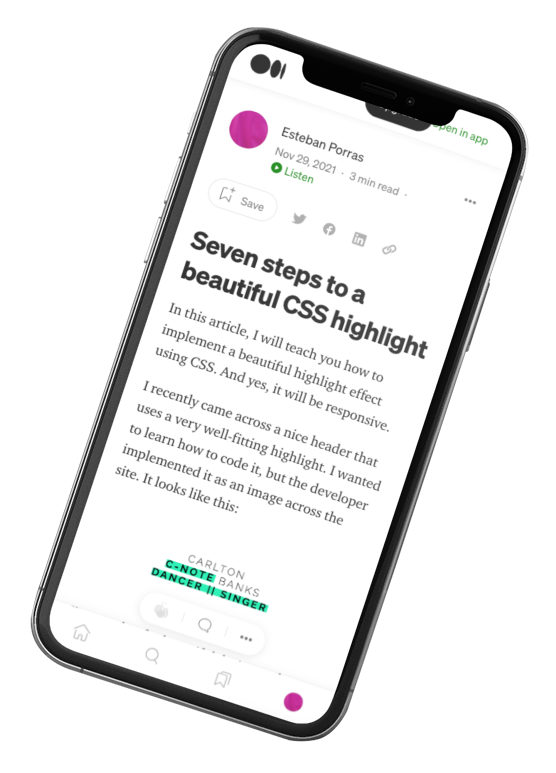 Open in app
Esteban Porras
Nov 29, 2021 · 3 min read ·
Listen
Save
Seven steps to a
beautiful CSS highlight
In this article, I will teach you how to
implement a beautiful highlight effect
using CSS. And yes, it will be responsive.
I recently came across a nice header that
uses a very well-fitting highlight. I wanted
to learn how to code it, but the developer
implemented it as an image across the
site. It looks like this:
CARLTON
C-NOTE BANKS
DANCER || SINGER